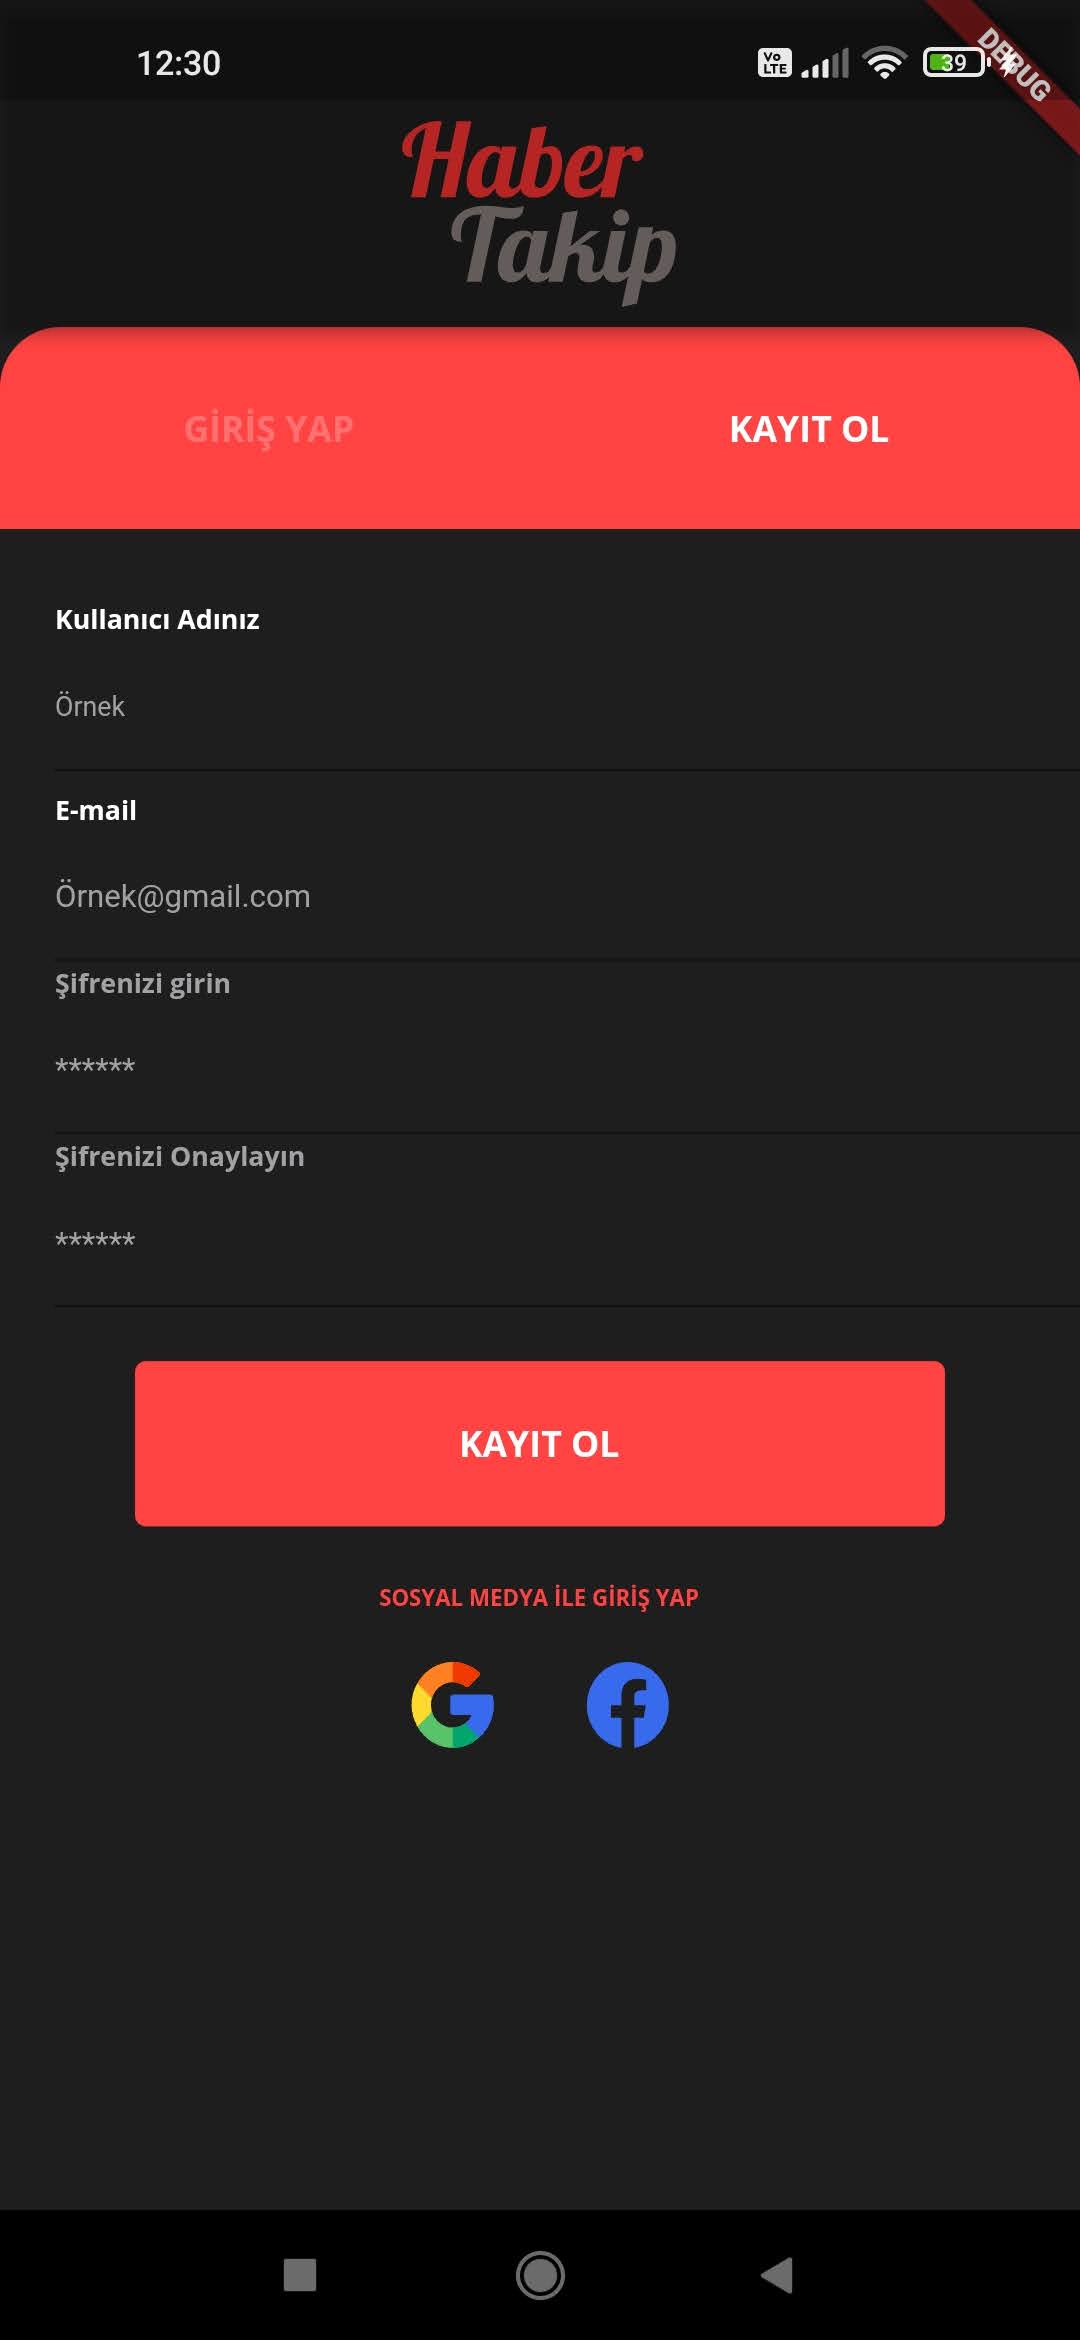 12:30
Vo
LTE
39
DEBUG
Haber
Takip
GİRİŞ YAP
KAYIT OL
Kullanıcı Adınız
Örnek
E-mail
Örnek@gmail.com
Şifrenizi girin
******
Şifrenizi Onaylayın
******
KAYIT OL
SOSYAL MEDYA İLE GİRİŞ YAP